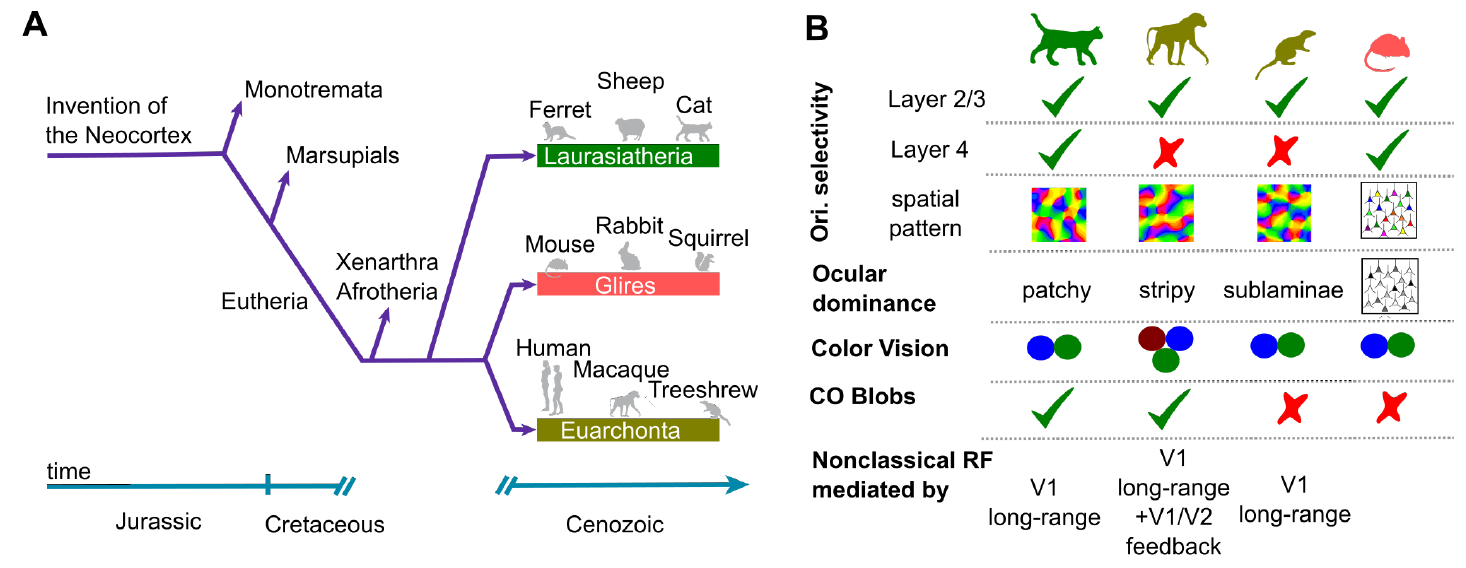 A
Invention of
the Neocortex
Monotremata
Marsupials
Eutheria
Xenarthra
Afrotheria
Sheep
Ferret
Cat
Laurasiatheria
Rabbit
Mouse
Squirrel
Glires
Human
Macaque
Treeshrew
Euarchonta
time
Jurassic
Cretaceous
Cenozoic
B
Ori. selectivity
Layer 2/3
Layer 4
spatial
pattern
Ocular
dominance
patchy
stripy
sublaminae
Color Vision
CO Blobs
Nonclassical RF
mediated by
V1
long-range
V1
long-range
+V1/V2
feedback
V1
long-range